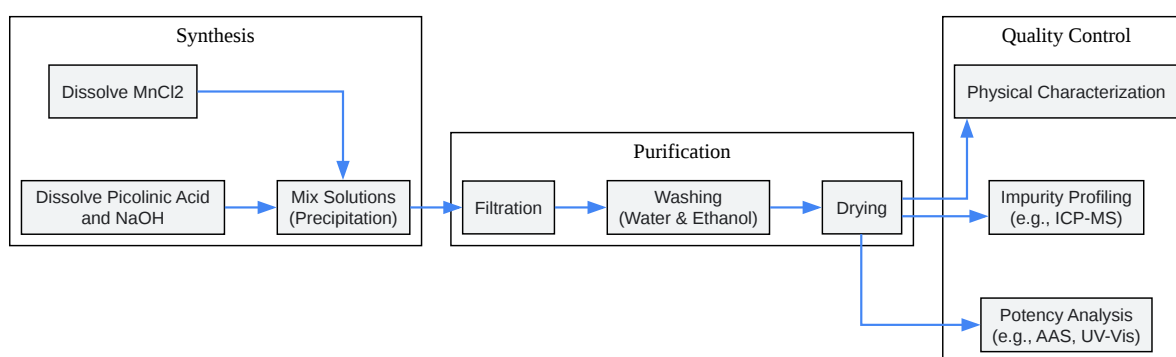 Synthesis
Dissolve MnCl2
Dissolve Picolinic Acid
and NaOH
Mix Solutions
(Precipitation)
Purification
Filtration
Washing
(Water & Ethanol)
Drying
Quality Control
Physical Characterization
Impurity Profiling
(e.g., ICP-MS)
Potency Analysis
(e.g., AAS, UV-Vis)